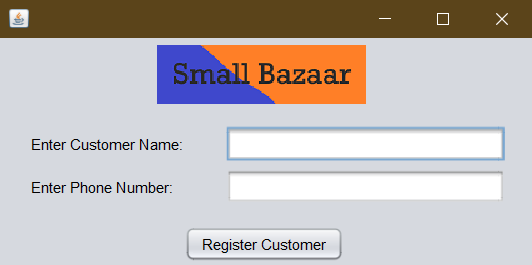 Small Bazaar
Enter Customer Name:
Enter Phone Number:
Register Customer